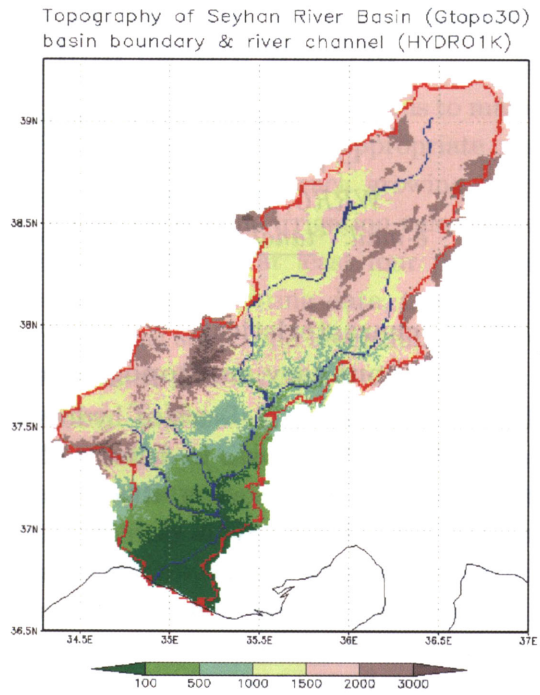 Topography of Seyhan River Basin (Gtopo30)
basin boundary & river channel (HYDRO1K)
39N
38.5N
38N
37.5N
37N
36.5N
34.5E 35E 35.5E 36E 36.5E 37E
100 500 1000 1500 2000 3000